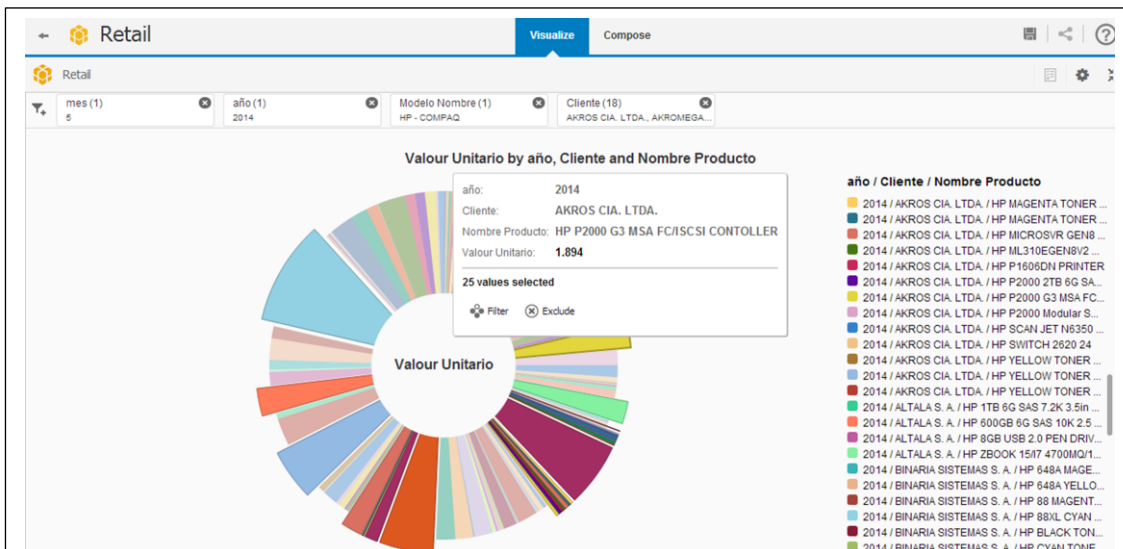 Retail
Visualize
Compose
Retail
mes (1)
5
año (1)
2014
Modelo Nombre (1)
HP - COMPAQ
Cliente (18)
AKROS CIA. LTDA., AKROMEGA...
Valour Unitario by año, Cliente and Nombre Producto
año: 2014
Cliente: AKROS CIA. LTDA.
Nombre Producto: HP P2000 G3 MSA FC/ISCSI CONTOLLER
Valour Unitario: 1.894
25 values selected
Filter Exclude
Valour Unitario
año / Cliente / Nombre Producto
2014 / AKROS CIA. LTDA. / HP MAGENTA TONER ...
2014 / AKROS CIA. LTDA. / HP MAGENTA TONER ...
2014 / AKROS CIA. LTDA. / HP MICROSVR GEN8 ...
2014 / AKROS CIA. LTDA. / HP ML310EGEN8V2 ...
2014 / AKROS CIA. LTDA. / HP P1606DN PRINTER
2014 / AKROS CIA. LTDA. / HP P2000 2TB 6G SA...
2014 / AKROS CIA. LTDA. / HP P2000 G3 MSA FC...
2014 / AKROS CIA. LTDA. / HP P2000 Modular S...
2014 / AKROS CIA. LTDA. / HP SCAN JET N6350 ...
2014 / AKROS CIA. LTDA. / HP SWITCH 2620 24
2014 / AKROS CIA. LTDA. / HP YELLOW TONER ...
2014 / AKROS CIA. LTDA. / HP YELLOW TONER ...
2014 / AKROS CIA. LTDA. / HP YELLOW TONER ...
2014 / ALTALA S. A. / HP 1TB 6G SAS 7.2K 3.5in ...
2014 / ALTALA S. A. / HP 600GB 6G SAS 10K 2.5 ...
2014 / ALTALA S. A. / HP 8GB USB 2.0 PEN DRIV...
2014 / ALTALA S. A. / HP ZBOOK 15/I7 4700MQ/1...
2014 / BINARIA SISTEMAS S. A. / HP 648A MAGE...
2014 / BINARIA SISTEMAS S. A. / HP 648A YELLO...
2014 / BINARIA SISTEMAS S. A. / HP 88 MAGENT...
2014 / BINARIA SISTEMAS S. A. / HP 88XL CYAN ...
2014 / BINARIA SISTEMAS S. A. / HP BLACK TON...
2014 / BINARIA SISTEMAS S. A. / HP CYAN TONE...